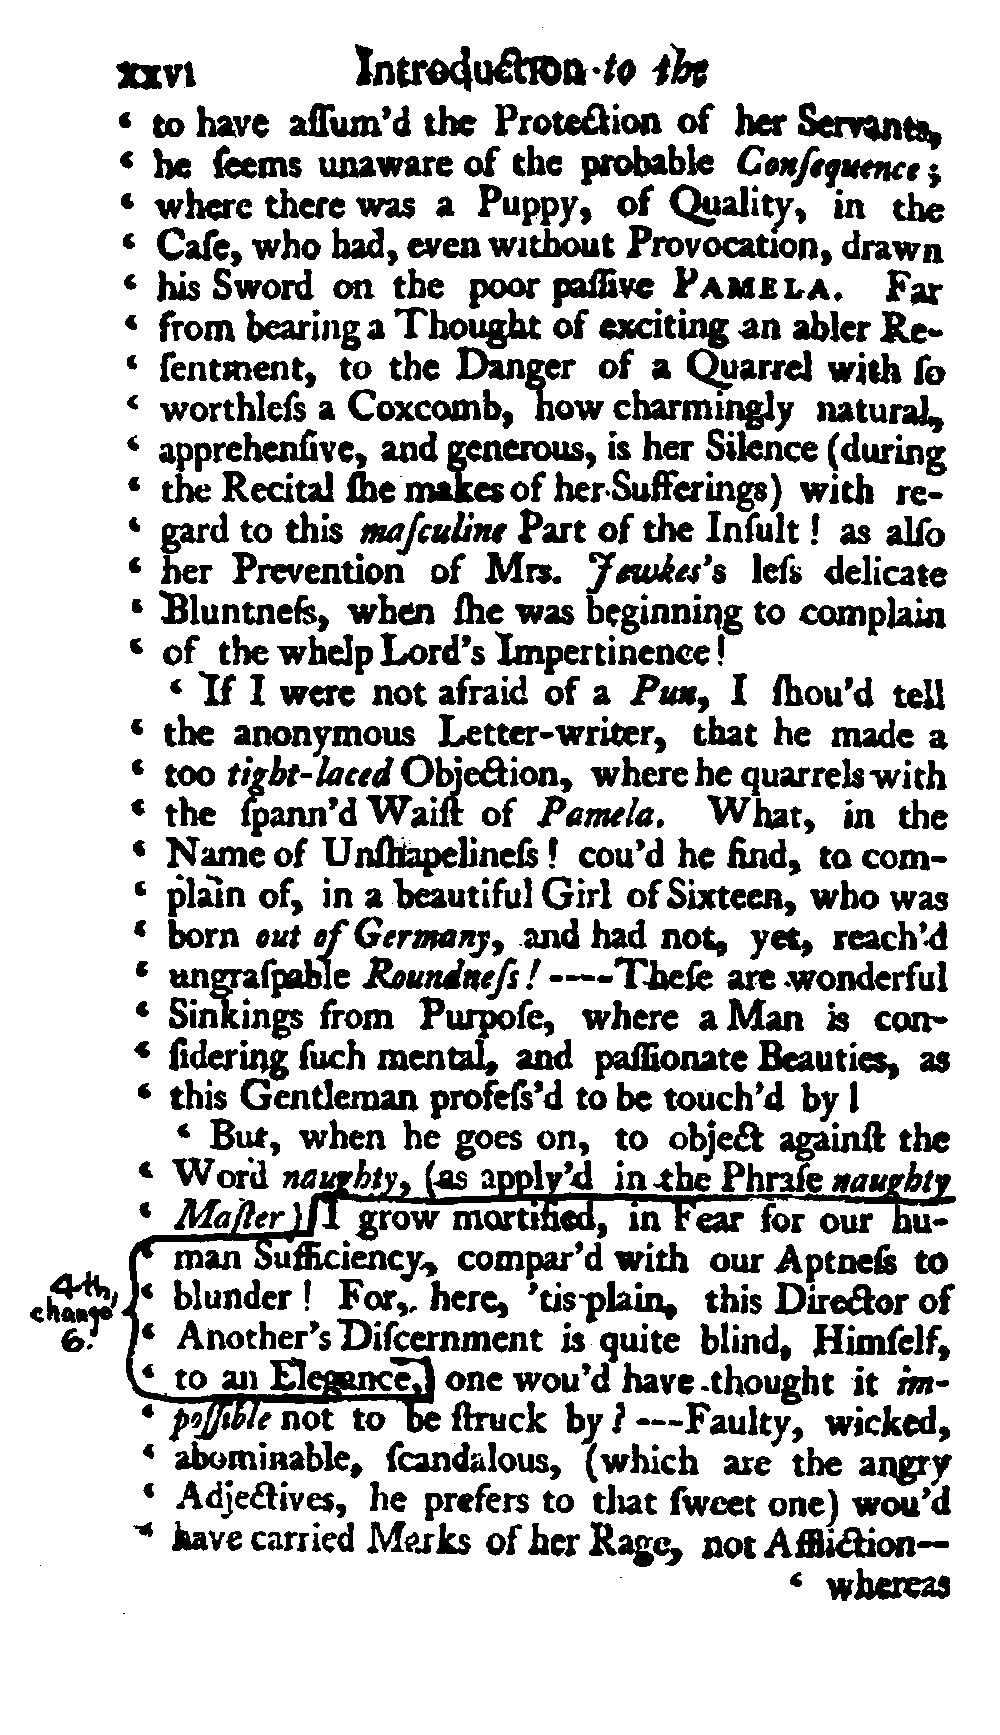 xxvi Introduction to the
‘ to have aſſum'd the Protection of her Servants,
‘ he ſeems unaware of the probable Conſequence;
‘ where there was a Puppy, of Quality, in the
‘ Caſe, who had, even without Provocation, drawn
‘ his Sword on the poor paſſive PAMELA. Far
‘ from bearing a Thought of exciting an abler Re-
‘ ſentment, to the Danger of a Quarrel with ſo
‘ worthleſs a Coxcomb, how charmingly natural,
‘ apprehenſive, and generous, is her Silence (during
‘ the Recital ſhe makes of her Sufferings) with re-
‘ gard to this maſculine Part of the Inſult! as alſo
‘ her Prevention of Mrs. Jewkes's leſs delicate
‘ Bluntneſs, when ſhe was beginning to complain
‘ of the whelp Lord's Impertinence!
‘ If I were not afraid of a Pun, I ſhou'd tell
‘ the anonymous Letter-writer, that he made a
‘ too tight-laced Objection, where he quarrels with
‘ the ſpann'd Waiſt of Pamela. What, in the
‘ Name of Unſhapelineſs! cou'd he find, to com-
‘ plain of, in a beautiful Girl of Sixteen, who was
‘ born out of Germany, and had not, yet, reach'd
‘ ungraſpable Roundneſs! ----Theſe are wonderful
‘ Sinkings from Purpoſe, where a Man is con-
‘ ſidering ſuch mental, and paſſionate Beauties, as
‘ this Gentleman profeſs'd to be touch'd by!
‘ But, when he goes on, to object againſt the
‘ Word naughty, (as apply'd in the Phraſe naughty
‘ Maſter) I grow mortified, in Fear for our hu-
‘ man Sufficiency, compar'd with our Aptneſs to
4th,
change
6.
‘ blunder! For, here, 'tis plain, this Director of
‘ Another's Diſcernment is quite blind, Himſelf,
‘ to an Elegance, one wou'd have thought it im-
‘ poſſible not to be ſtruck by? ---Faulty, wicked,
‘ abominable, ſcandalous, (which are the angry
‘ Adjectives, he prefers to that ſweet one) wou'd
‘ have carried Marks of her Rage, not Affliction--
‘ whereas